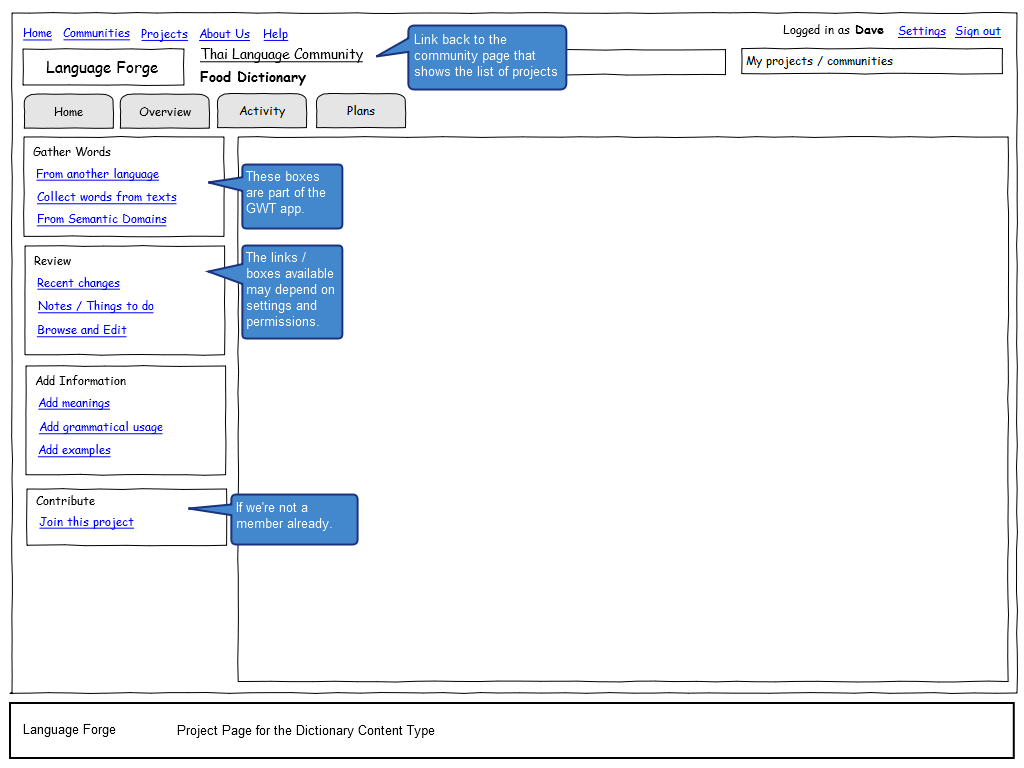 Home Communities Projects About Us Help
Logged in as Dave Settings Sign out
Language Forge
Thai Language Community
Food Dictionary
Link back to the
community page that
shows the list of projects
My projects / communities
Home Overview Activity Plans
Gather Words
From another language
Collect words from texts
From Semantic Domains
These boxes
are part of the
GWT app.
Review
Recent changes
Notes / Things to do
Browse and Edit
The links /
boxes available
may depend on
settings and
permissions.
Add Information
Add meanings
Add grammatical usage
Add examples
Contribute
Join this project
If we're not a
member already.
Language Forge Project Page for the Dictionary Content Type